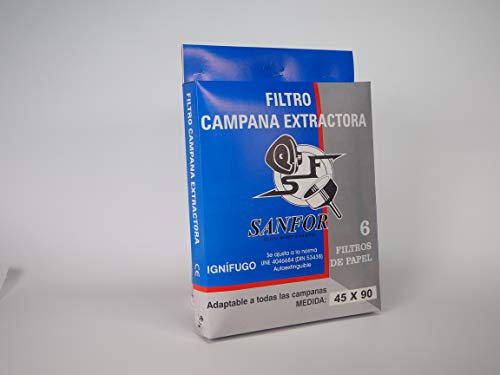 FILTRO
CAMPANA EXTRACTORA
FILTRO CAMPANA EXTRACTORA
SANFOR
6
FILTROS
DE PAPEL
IGNÍFUGO
Se ajusta a la norma
UNE 4046684 (DIN 53438)
Autoextinguible
Adaptable a todas las campanas
MEDIDA: 45 X 90
CE